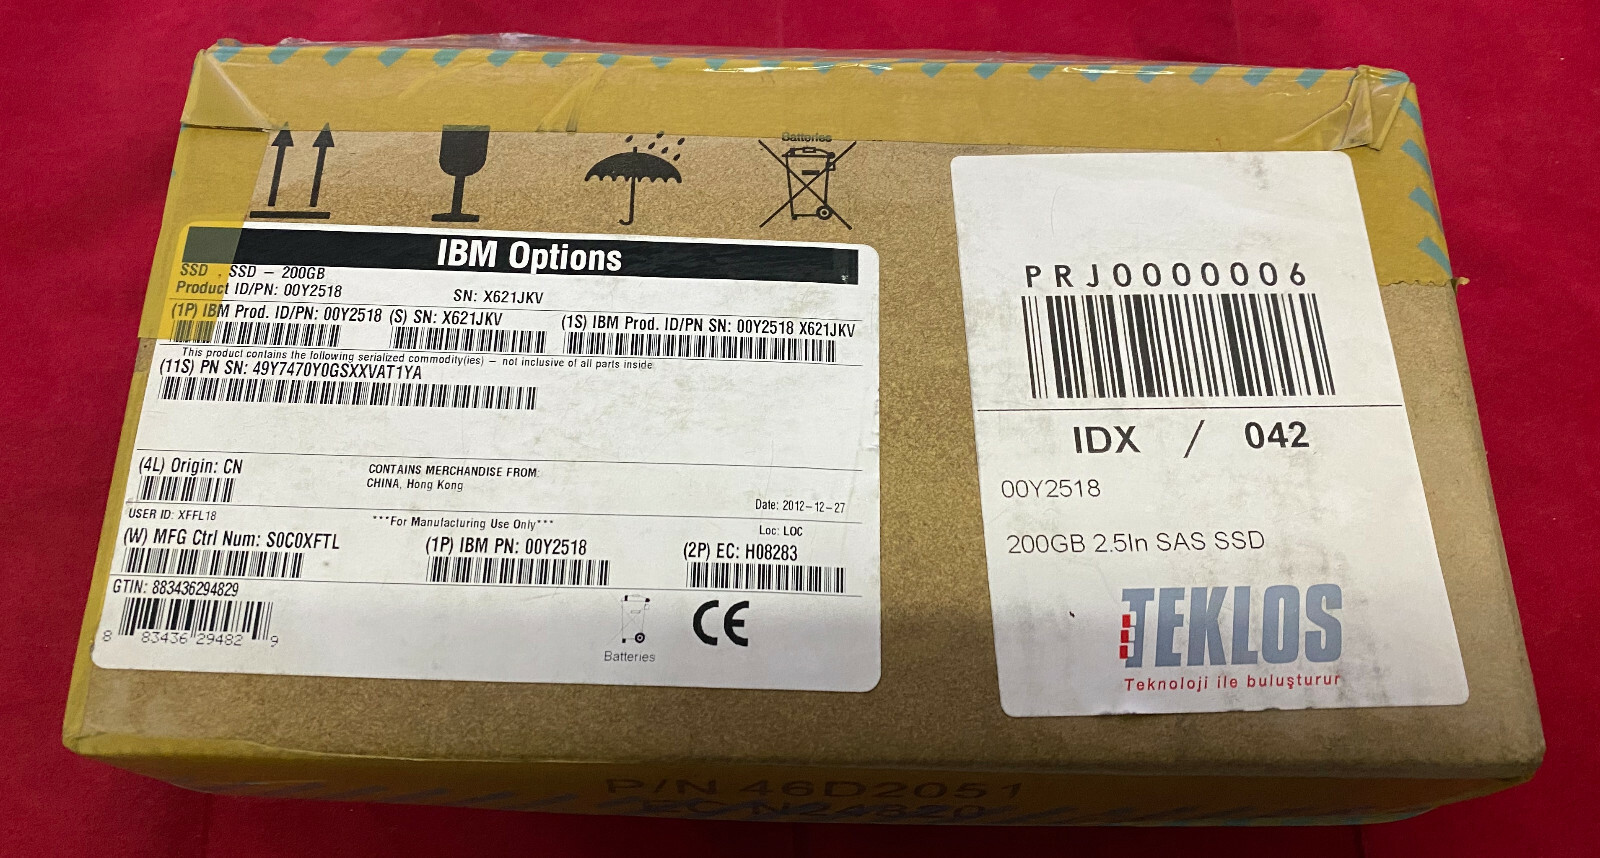 Batteries
IBM Options
SSD , SSD – 200GB
Product ID/PN: 00Y2518 SN: X621JKV
(1P) IBM Prod. ID/PN: 00Y2518 (S) SN: X621JKV (1S) IBM Prod. ID/PN SN: 00Y2518 X621JKV
This product contains the following serialized commodity(ies) – not inclusive of all parts inside
(11S) PN SN: 49Y7470Y0GSXXVAT1YA
(4L) Origin: CN
CONTAINS MERCHANDISE FROM:
CHINA, Hong Kong
Date: 2012-12-27
USER ID: XFFL18 ***For Manufacturing Use Only*** Loc: LOC
(W) MFG Ctrl Num: S0C0XFTL (1P) IBM PN: 00Y2518 (2P) EC: H08283
GTIN: 883436294829
8 83436 29482 9
CE
Batteries
PRJ0000006
IDX / 042
00Y2518
200GB 2.5In SAS SSD
TEKLOS
Teknoloji ile buluşturur
P/N 46D2051
EC N24820